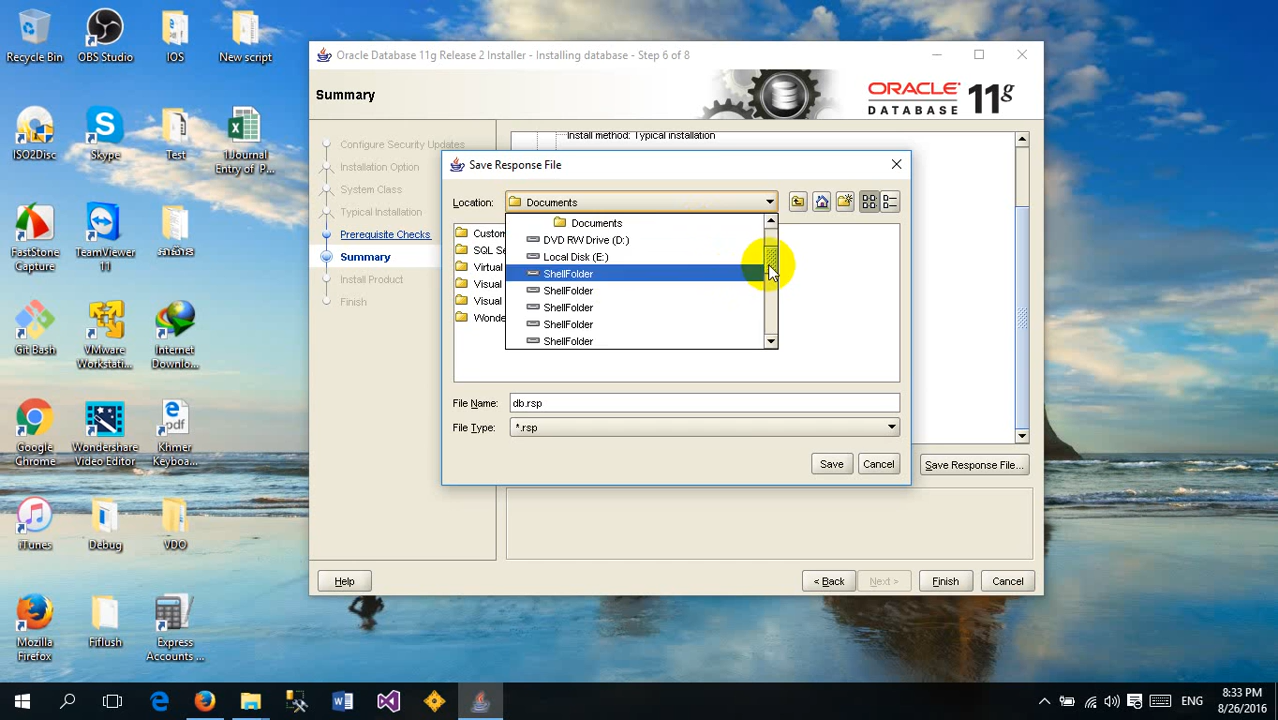 Recycle Bin
OBS Studio
IOS
New script
ISO2Disc
Skype
Test
1Journal
Entry of P...
FastStone
Capture
TeamViewer
11
Git Bash
VMware
Workstati...
Internet
Downlo...
Google
Chrome
Wondershare
Video Editor
pdf
Khmer
Keyboa...
iTunes
Debug
VDO
Mozilla
Firefox
Fiflush
Express
Accounts ...
Oracle Database 11g Release 2 Installer - Installing database - Step 6 of 8
Summary
ORACLE
DATABASE 11g
Configure Security Updates
Installation Option
System Class
Typical Installation
Prerequisite Checks
Summary
Install Product
Finish
Install method: Typical installation
Save Response File
Location: Documents
Documents
DVD RW Drive (D:)
Local Disk (E:)
ShellFolder
ShellFolder
ShellFolder
ShellFolder
ShellFolder
Custom
SQL Se
Virtual
Visual
Visual
Wonde
File Name: db.rsp
File Type: *.rsp
Save Cancel
Save Response File...
Help
< Back Next > Finish Cancel
ENG
8:33 PM
8/26/2016